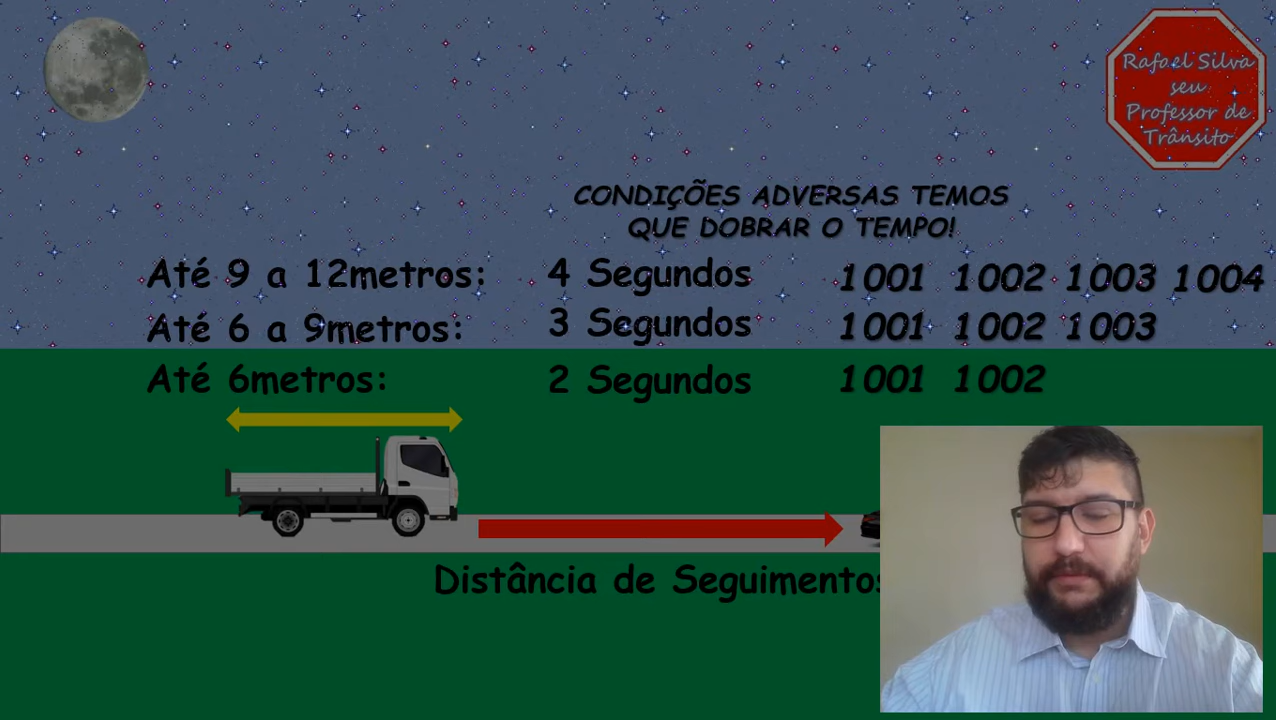 Rafael Silva
seu
Professor de
Trânsito
CONDIÇÕES ADVERSAS TEMOS
QUE DOBRAR O TEMPO!
Até 9 a 12metros: 4 Segundos 1001 1002 1003 1004
Até 6 a 9metros: 3 Segundos 1001 1002 1003
Até 6metros: 2 Segundos 1001 1002
Distância de Seguimentos